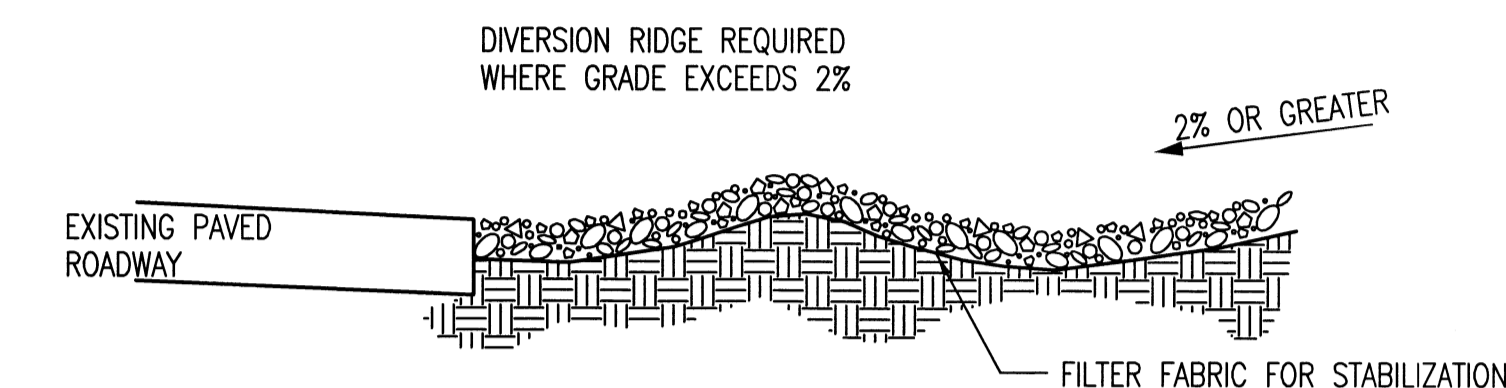 DIVERSION RIDGE REQUIRED
WHERE GRADE EXCEEDS 2%
2% OR GREATER
EXISTING PAVED
ROADWAY
FILTER FABRIC FOR STABILIZATION